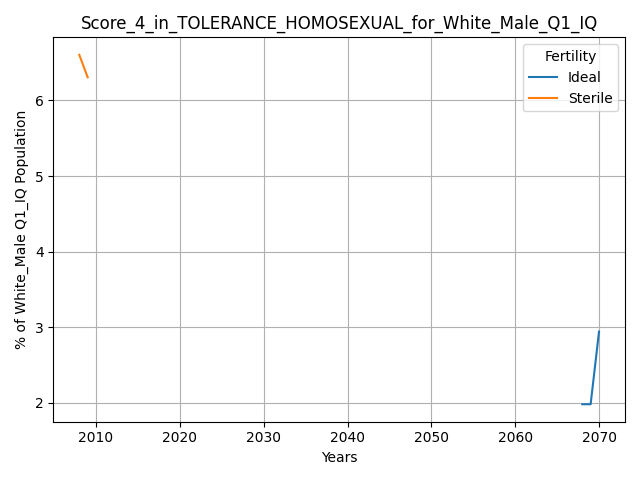 Score_4_in_TOLERANCE_HOMOSEXUAL_for_White_Male_Q1_IQ
Fertility
Ideal
Sterile
% of White_Male Q1_IQ Population
6
5
4
3
2
2010 2020 2030 2040 2050 2060 2070
Years